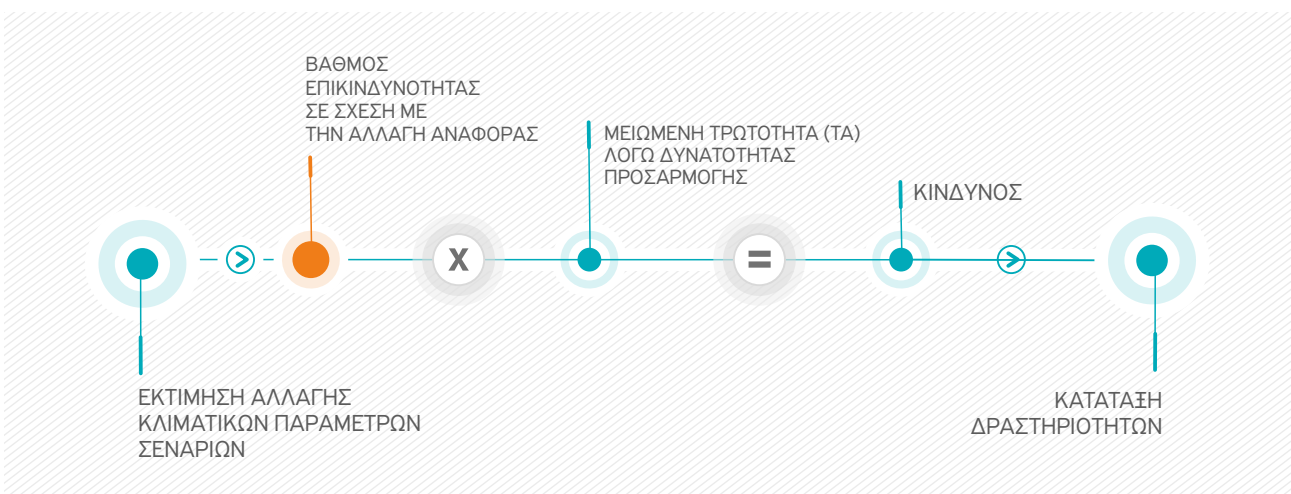 ΒΑΘΜΟΣ
ΕΠΙΚΙΝΔΥΝΟΤΗΤΑΣ
ΣΕ ΣΧΕΣΗ ΜΕ
ΤΗΝ ΑΛΛΑΓΗ ΑΝΑΦΟΡΑΣ
ΜΕΙΩΜΕΝΗ ΤΡΩΤΟΤΗΤΑ (ΤΑ)
ΛΟΓΩ ΔΥΝΑΤΟΤΗΤΑΣ
ΠΡΟΣΑΡΜΟΓΗΣ
ΚΙΝΔΥΝΟΣ
X
=
ΕΚΤΙΜΗΣΗ ΑΛΛΑΓΗΣ
ΚΛΙΜΑΤΙΚΩΝ ΠΑΡΑΜΕΤΡΩΝ
ΣΕΝΑΡΙΩΝ
ΚΑΤΑΤΑΞΗ
ΔΡΑΣΤΗΡΙΟΤΗΤΩΝ